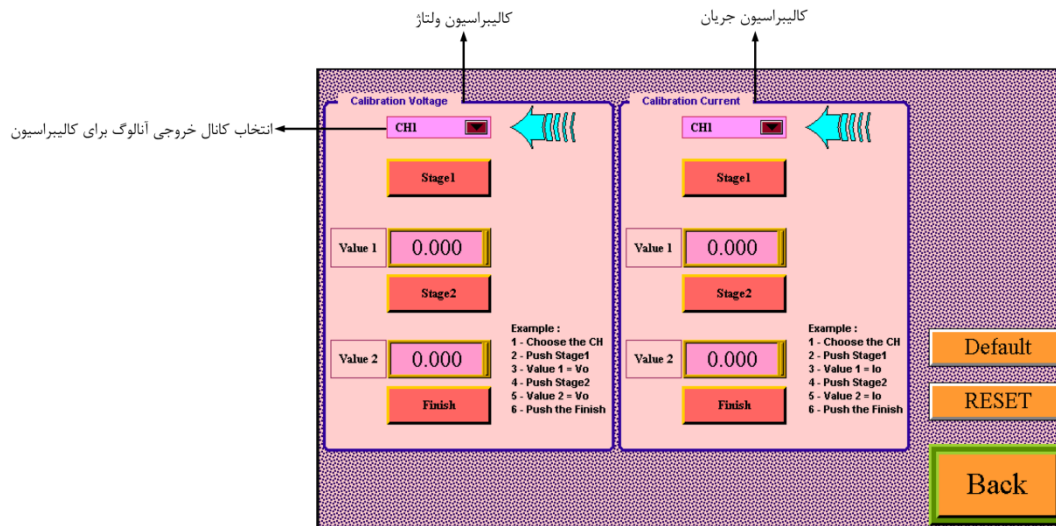 کالیبراسیون ولتاژ
کالیبراسیون جریان
انتخاب کانال خروجی آنالوگ برای کالیبراسیون
Calibration Voltage
CH1
Stage1
Value 1
0.000
Stage2
Value 2
0.000
Finish
Example :
1 - Choose the CH
2 - Push Stage1
3 - Value 1 = Vo
4 - Push Stage2
5 - Value 2 = Vo
6 - Push the Finish
Calibration Current
CH1
Stage1
Value 1
0.000
Stage2
Value 2
0.000
Finish
Example :
1 - Choose the CH
2 - Push Stage1
3 - Value 1 = Io
4 - Push Stage2
5 - Value 2 = Io
6 - Push the Finish
Default
RESET
Back